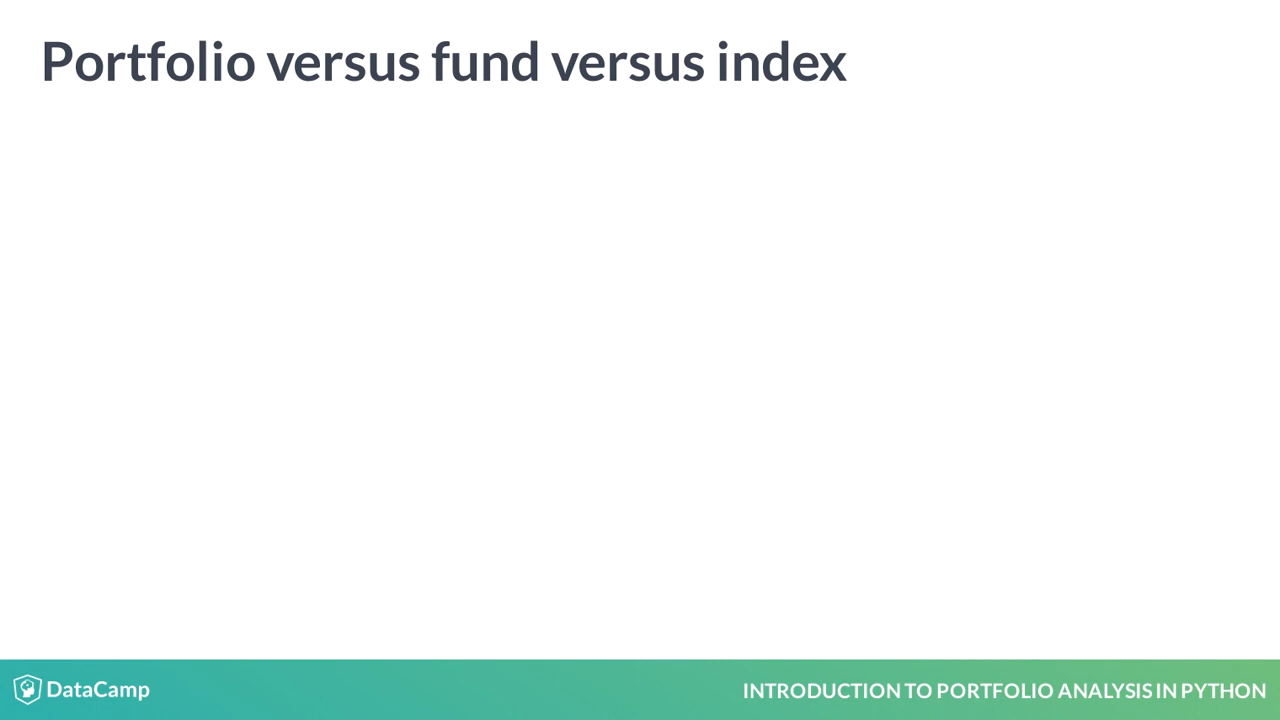 Portfolio versus fund versus index
DataCamp
INTRODUCTION TO PORTFOLIO ANALYSIS IN PYTHON